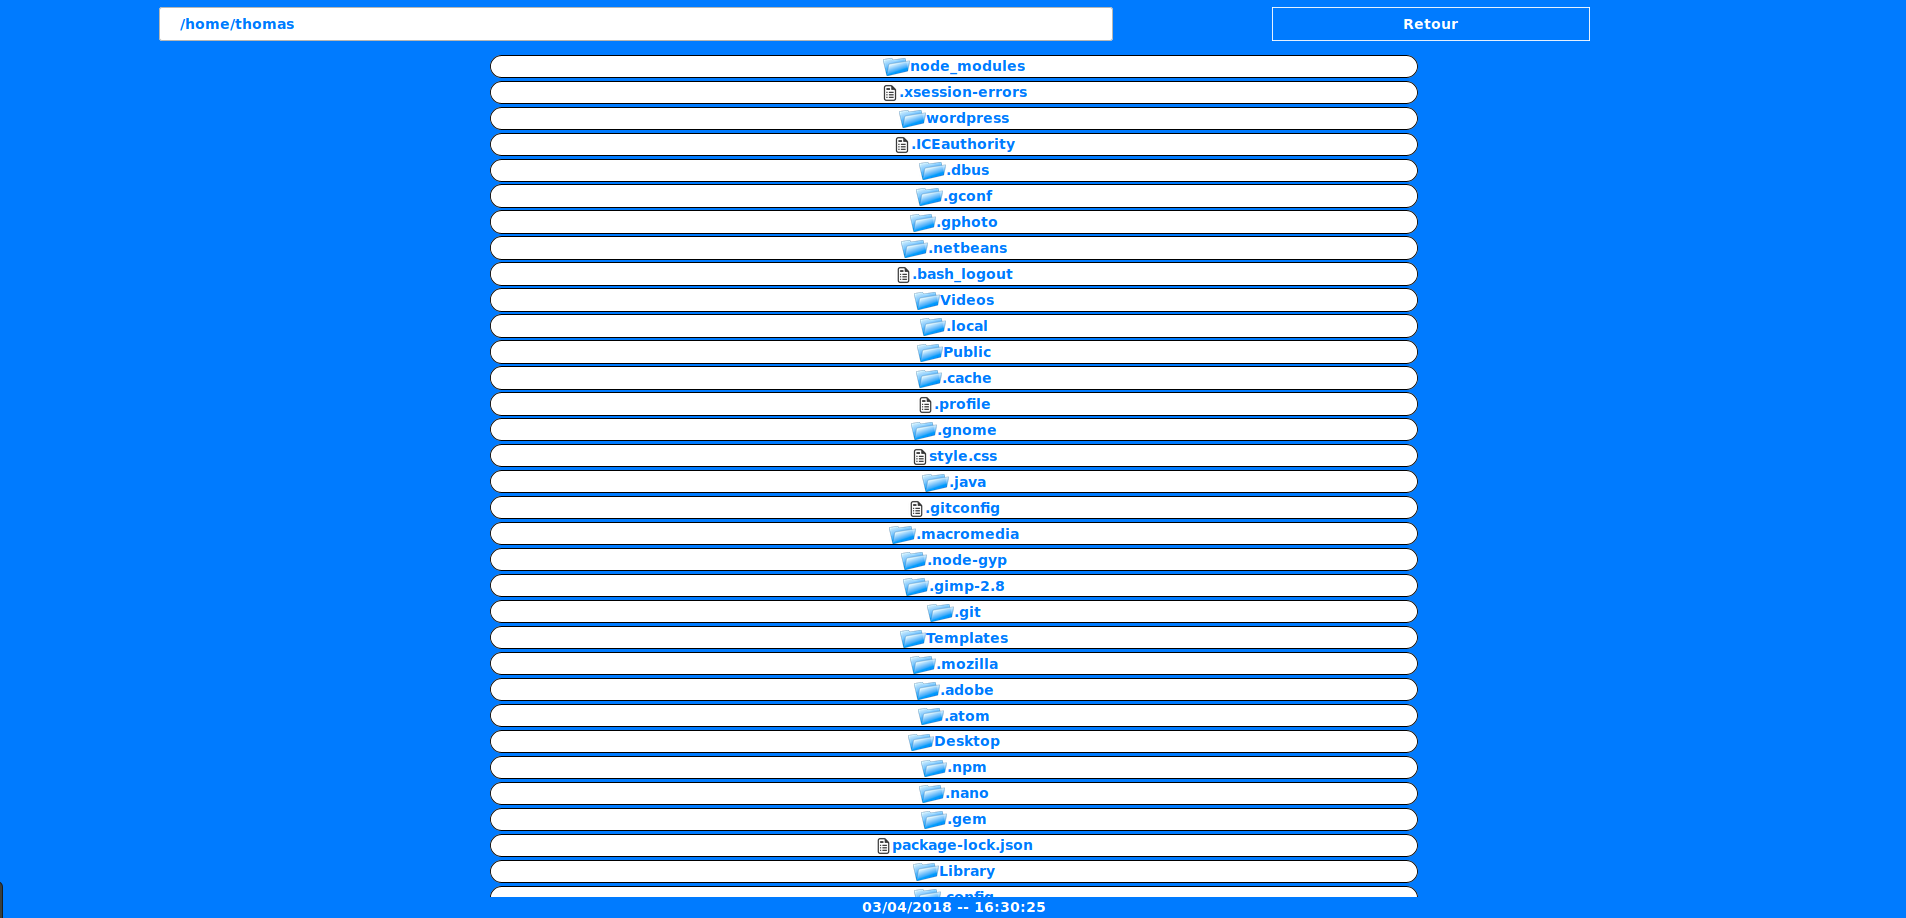 /home/thomas
Retour
node_modules
.xsession-errors
wordpress
.ICEauthority
.dbus
.gconf
.gphoto
.netbeans
.bash_logout
Videos
.local
Public
.cache
.profile
.gnome
style.css
.java
.gitconfig
.macromedia
.node-gyp
.gimp-2.8
.git
Templates
.mozilla
.adobe
.atom
Desktop
.npm
.nano
.gem
package-lock.json
Library
.config
03/04/2018 -- 16:30:25